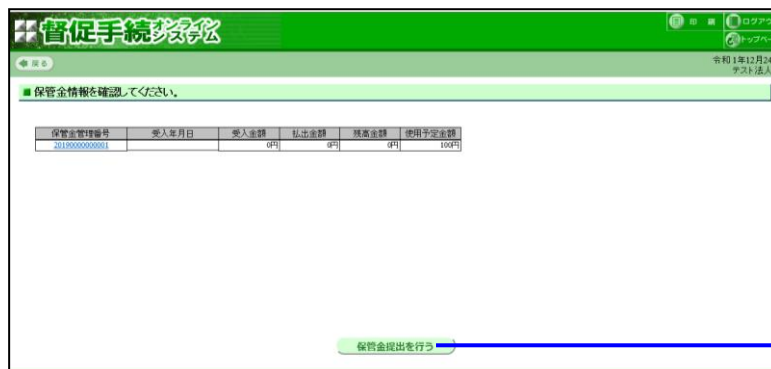 督促手続オンラインシステム
印 刷
ログアウ
トップペー
戻る
令和1年12月24
テスト法人
■保管金情報を確認してください。
保管金管理番号 受入年月日 受入金額 払出金額 残高金額 使用予定金額
20190000000001 0円 0円 0円 100円
保管金提出を行う